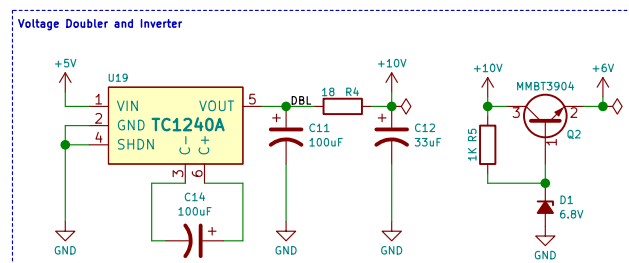 Voltage Doubler and Inverter
+5V
U19
1 VIN
2 GND
4 SHDN
TC1240A
VOUT 5
C-
C+
3
6
C14
100uF
+
GND
DBL
18 R4
+10V
+
C11
100uF
GND
+
C12
33uF
GND
+10V
MMBT3904
+6V
3
2
1
Q2
1K R5
D1
6.8V
GND